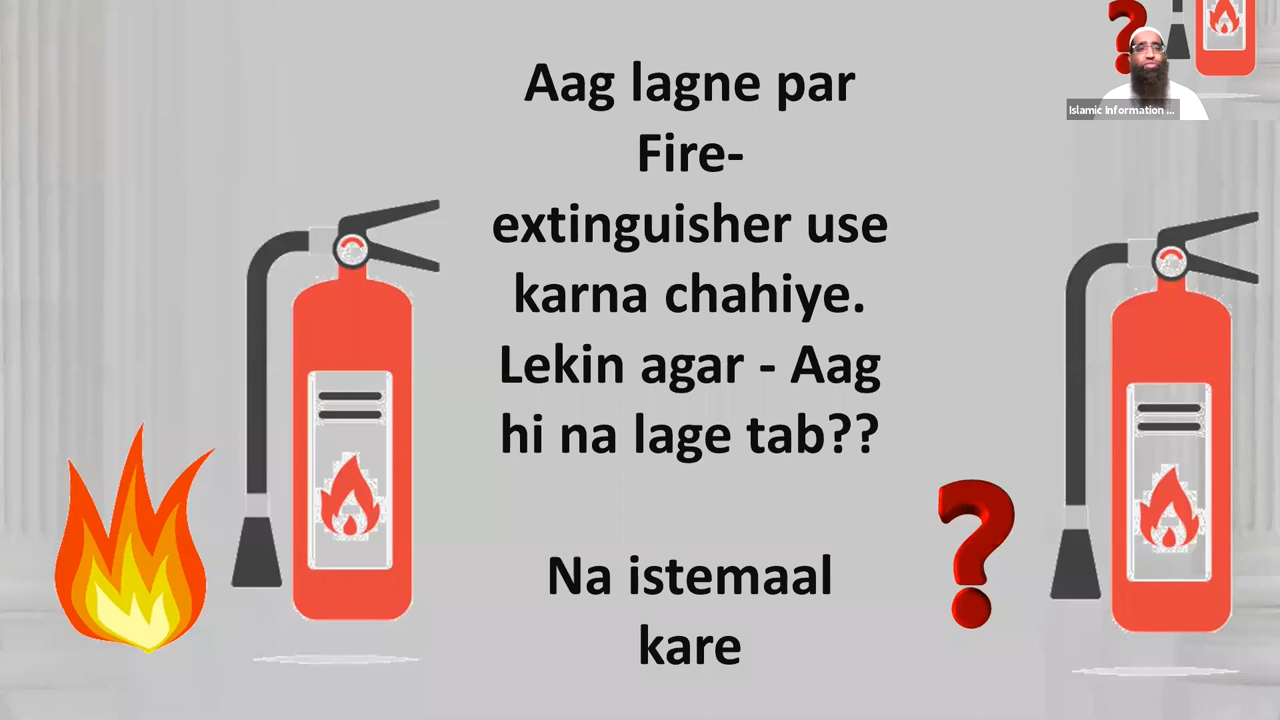 Aag lagne par
Fire-
extinguisher use
karna chahiye.
Lekin agar - Aag
hi na lage tab??
Na istemaal
kare
Islamic Information ...